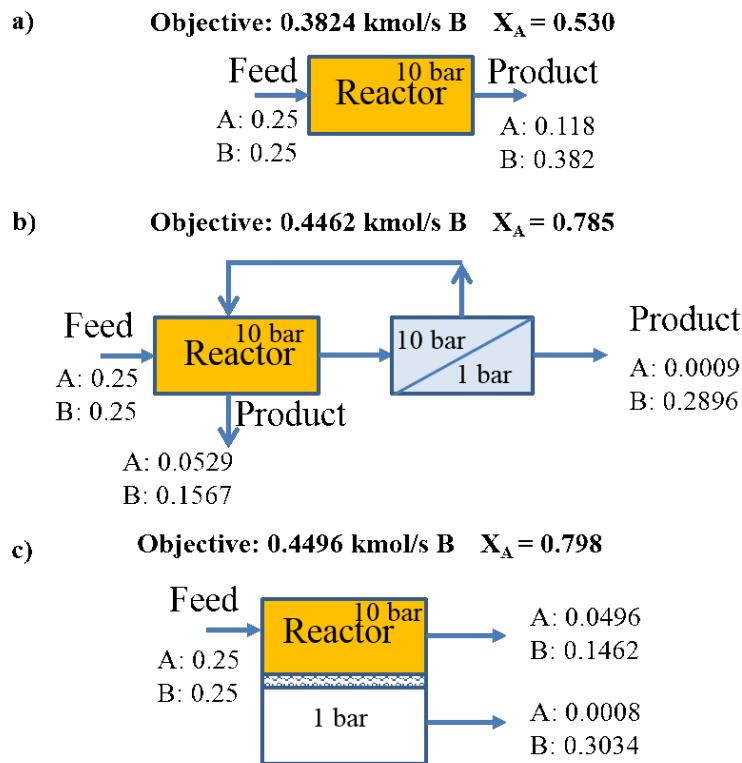 a) Objective: 0.3824 kmol/s B X_A = 0.530
Feed
10 bar
Product
Reactor
A: 0.25
B: 0.25
A: 0.118
B: 0.382
b) Objective: 0.4462 kmol/s B X_A = 0.785
Feed
10 bar
Reactor
A: 0.25
B: 0.25
Product
A: 0.0529
B: 0.1567
10 bar
1 bar
Product
A: 0.0009
B: 0.2896
c) Objective: 0.4496 kmol/s B X_A = 0.798
Feed
10 bar
Reactor
A: 0.25
B: 0.25
1 bar
A: 0.0496
B: 0.1462
A: 0.0008
B: 0.3034